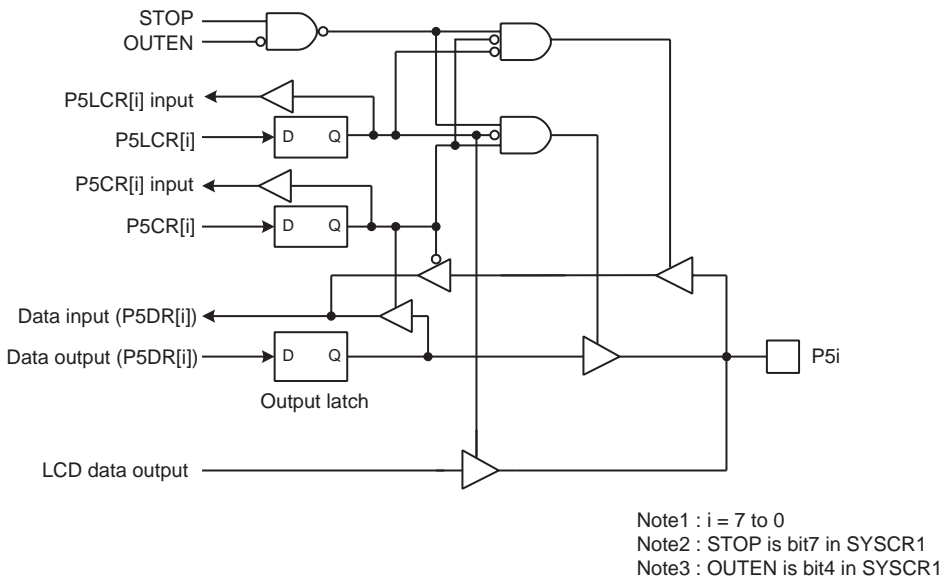 STOP
OUTEN
P5LCR[i] input
P5LCR[i]
D Q
P5CR[i] input
P5CR[i]
D Q
Data input (P5DR[i])
Data output (P5DR[i])
D Q
P5i
Output latch
LCD data output
Note1 : i = 7 to 0
Note2 : STOP is bit7 in SYSCR1
Note3 : OUTEN is bit4 in SYSCR1